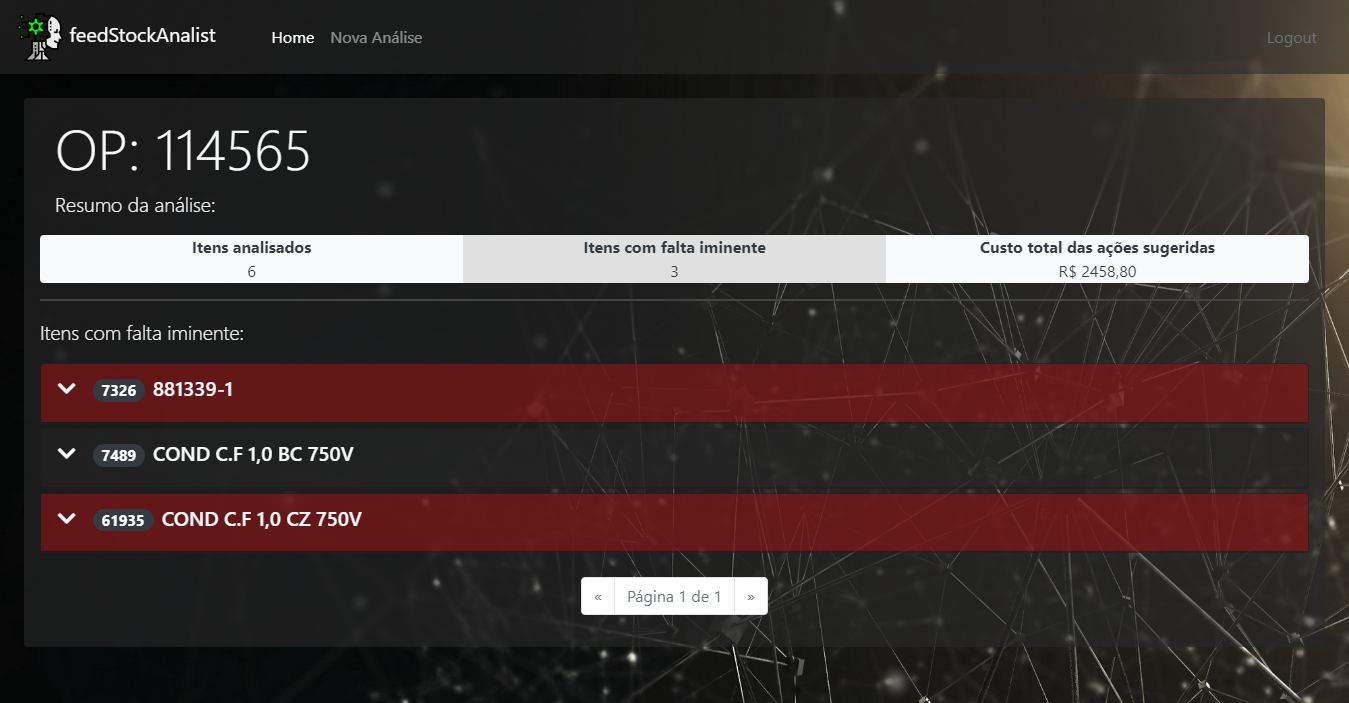 feedStockAnalist Home Nova Análise Logout
OP: 114565
Resumo da análise:
Itens analisados Itens com falta iminente Custo total das ações sugeridas
6 3 R$ 2458,80
Itens com falta iminente:
7326 881339-1
7489 COND C.F 1,0 BC 750V
61935 COND C.F 1,0 CZ 750V
« Página 1 de 1 »